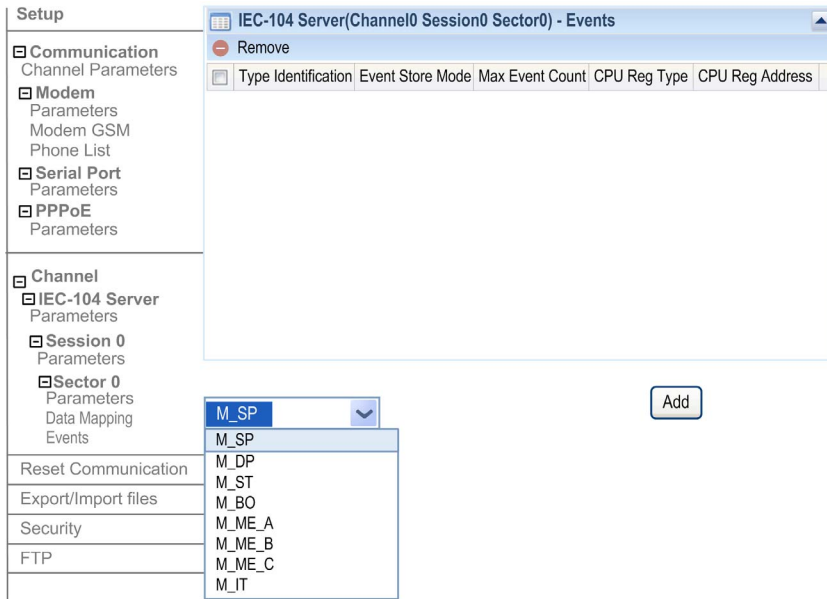 Setup
Communication
Channel Parameters
Modem
Parameters
Modem GSM
Phone List
Serial Port
Parameters
PPPoE
Parameters
Channel
IEC-104 Server
Parameters
Session 0
Parameters
Sector 0
Parameters
Data Mapping
Events
Reset Communication
Export/Import files
Security
FTP
IEC-104 Server(Channel0 Session0 Sector0) - Events
Remove
Type Identification Event Store Mode Max Event Count CPU Reg Type CPU Reg Address
M_SP
Add
M_SP
M_DP
M_ST
M_BO
M_ME_A
M_ME_B
M_ME_C
M_IT